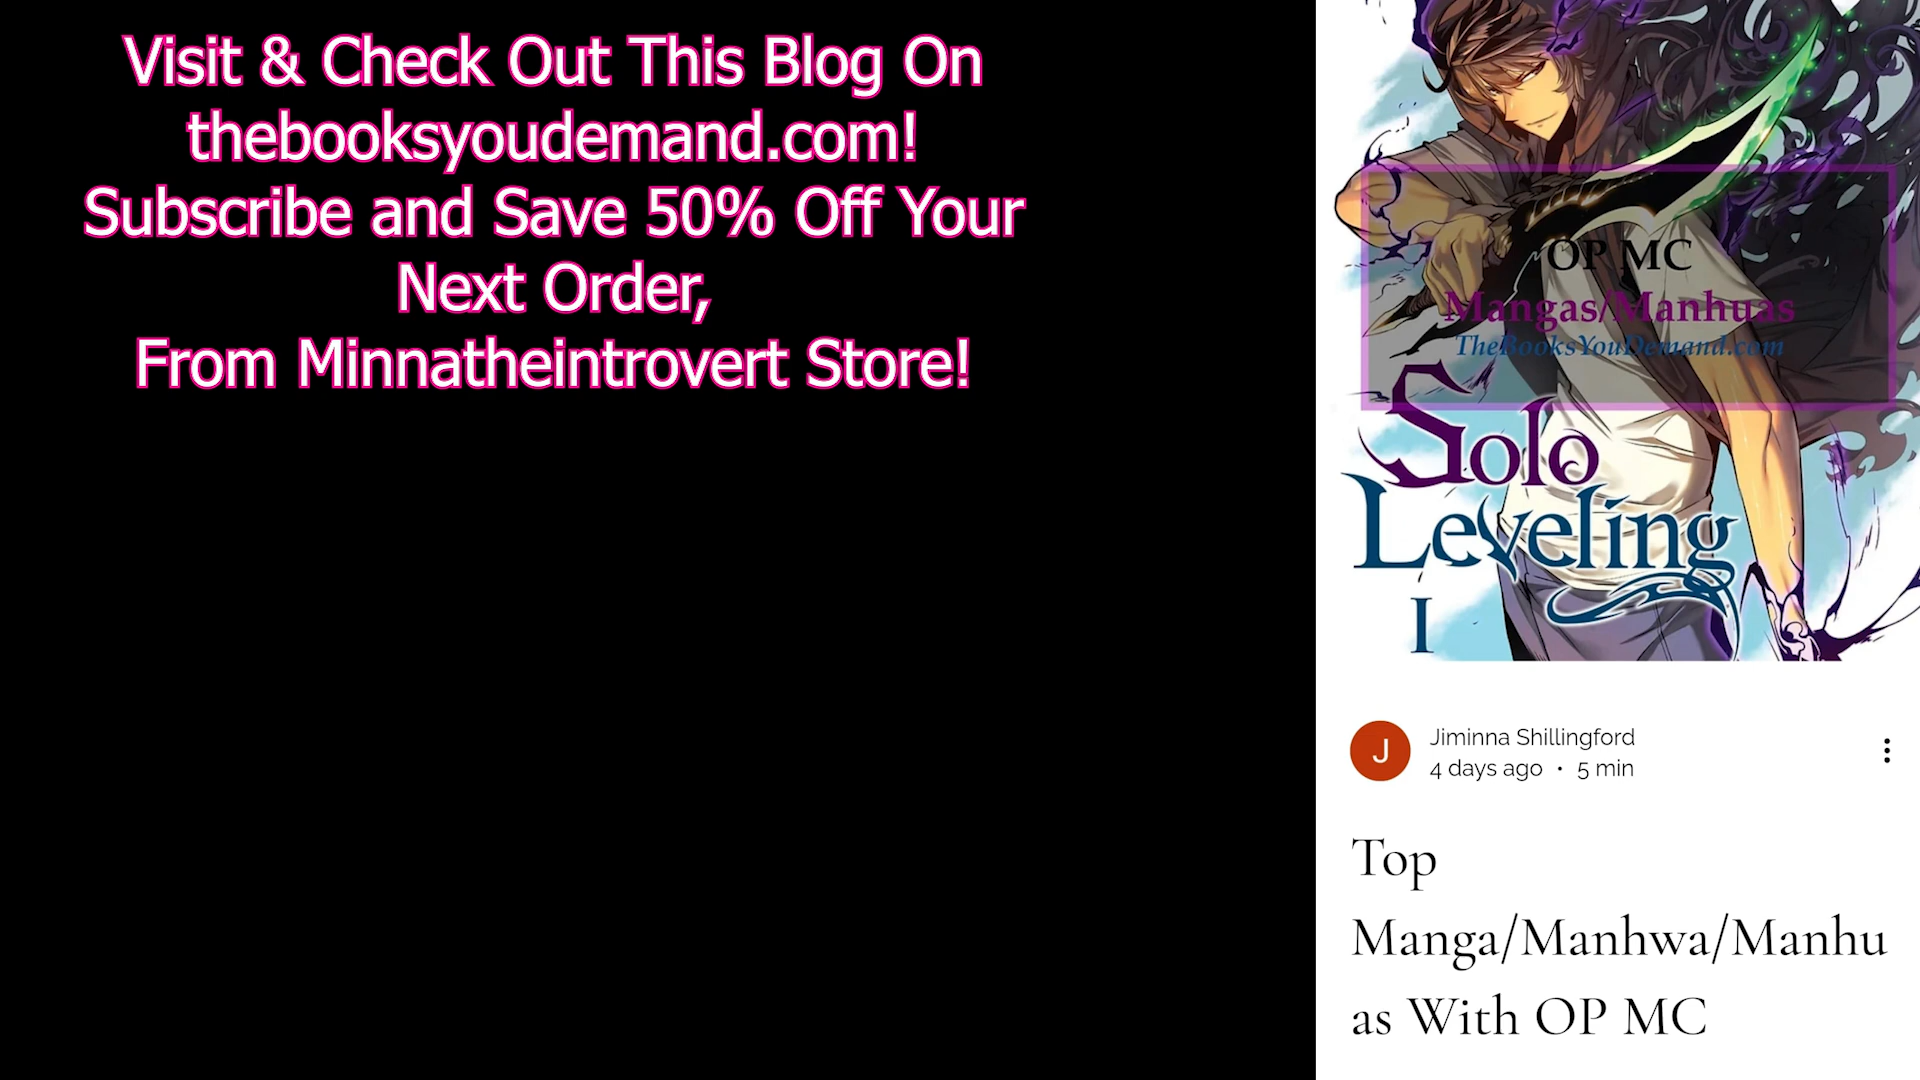 Visit & Check Out This Blog On
thebooksyoudemand.com!
Subscribe and Save 50% Off Your
Next Order,
From Minnatheintrovert Store!
OP MC
Mangas/Manhuas
TheBooksYouDemand.com
Solo
Leveling
I
J
Jiminna Shillingford
4 days ago • 5 min
Top
Manga/Manhwa/Manhu
as With OP MC